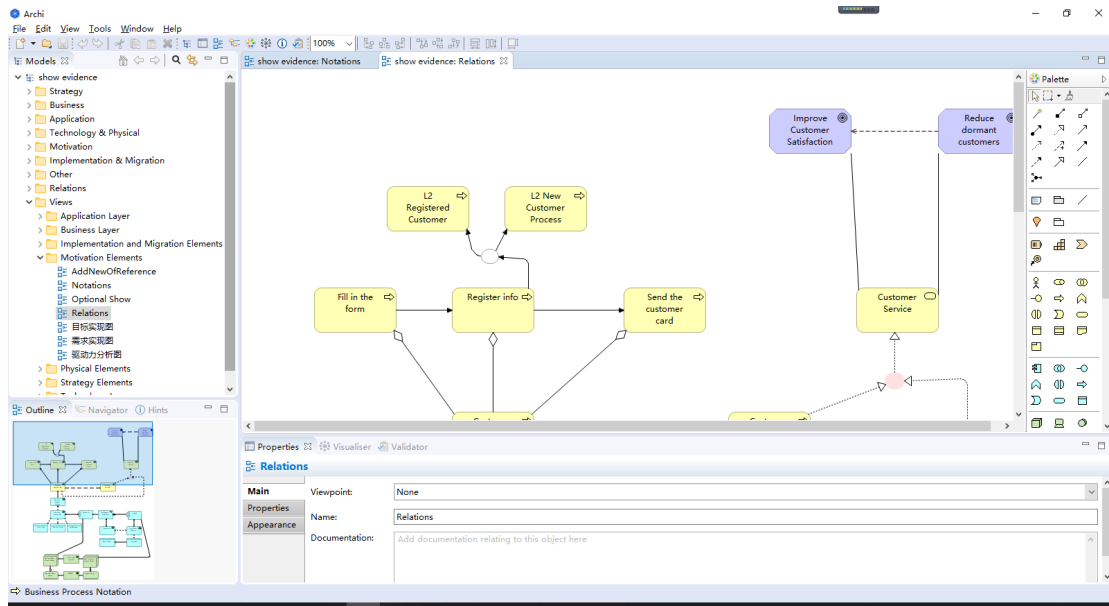 Archi
File Edit View Tools Window Help
100%
Models
show evidence
Strategy
Business
Application
Technology & Physical
Motivation
Implementation & Migration
Other
Relations
Views
Application Layer
Business Layer
Implementation and Migration Elements
Motivation Elements
AddNewOfReference
Notations
Optional Show
Relations
目标实现图
需求实现图
驱动力分析图
Physical Elements
Strategy Elements
Outline Navigator Hints
show evidence: Notations show evidence: Relations
Improve
Customer
Satisfaction
Reduce
dormant
customers
L2
Registered
Customer
L2 New
Customer
Process
Fill in the
form
Register info
Send the
customer
card
Customer
Service
Palette
Properties Visualiser Validator
Relations
Main
Properties
Appearance
Viewpoint: None
Name: Relations
Documentation: Add documentation relating to this object here
Business Process Notation